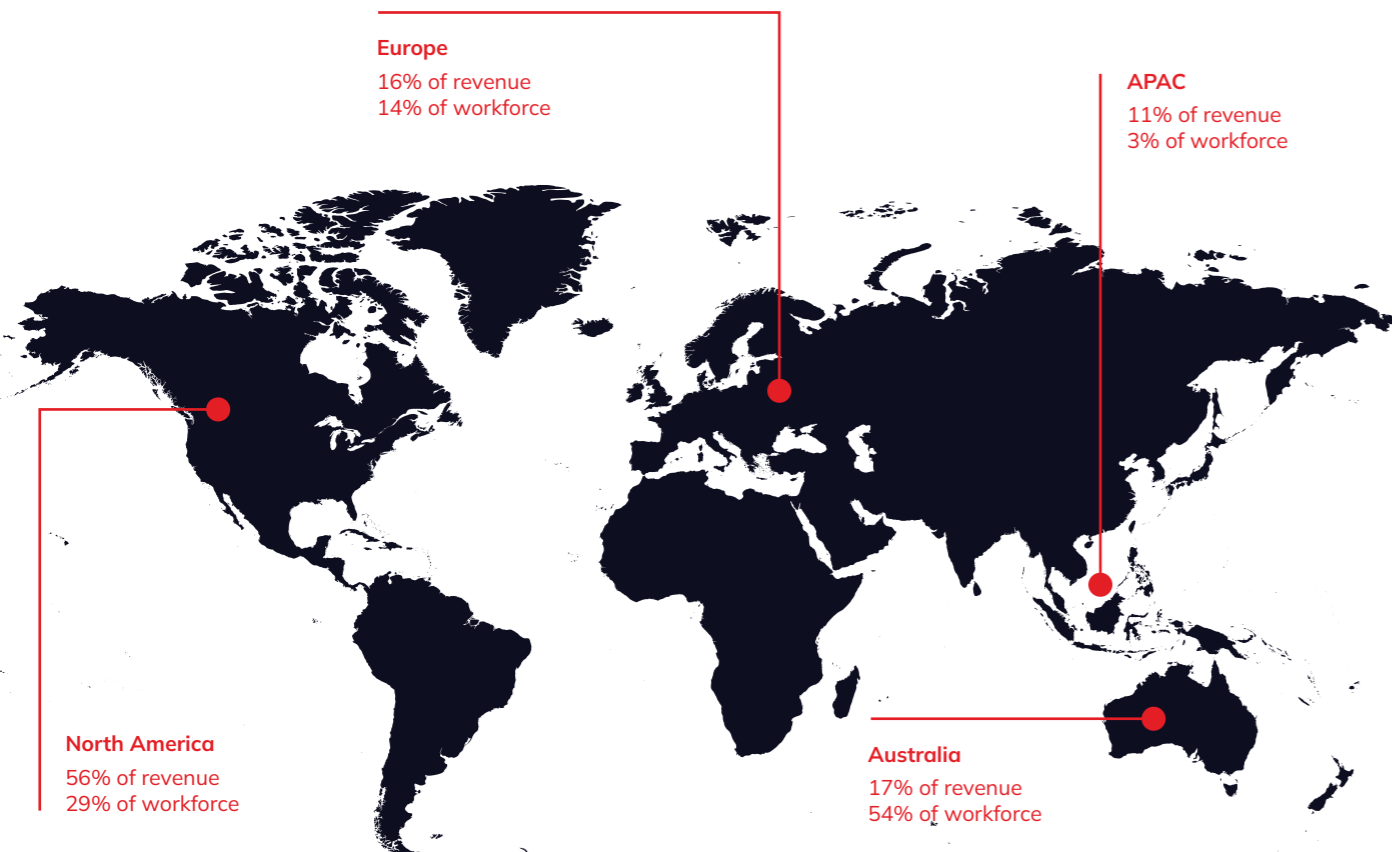 Europe
16% of revenue
14% of workforce
APAC
11% of revenue
3% of workforce
North America
56% of revenue
29% of workforce
Australia
17% of revenue
54% of workforce